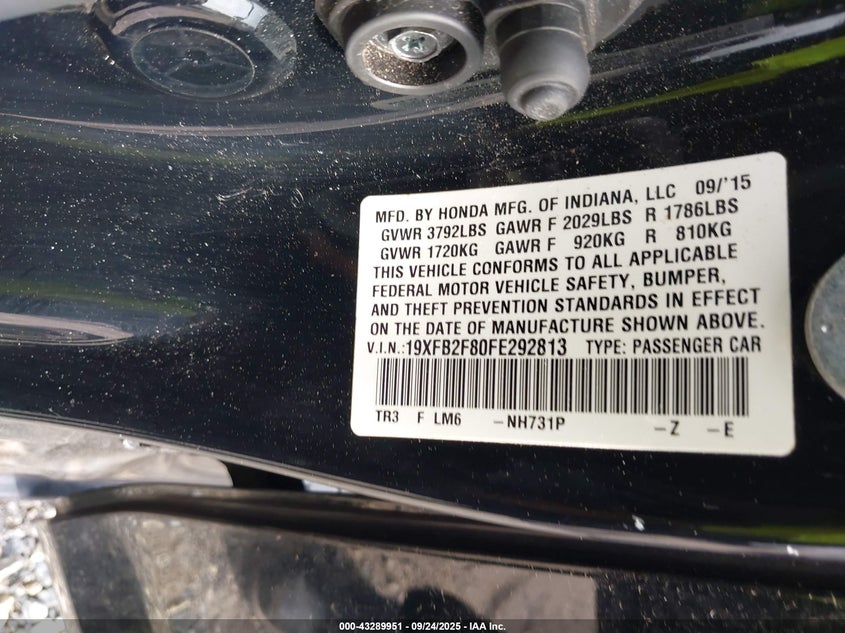 MFD. BY HONDA MFG. OF INDIANA, LLC 09/'15
GVWR 3792LBS GAWR F 2029LBS R 1786LBS
GVWR 1720KG GAWR F 920KG R 810KG
THIS VEHICLE CONFORMS TO ALL APPLICABLE
FEDERAL MOTOR VEHICLE SAFETY, BUMPER,
AND THEFT PREVENTION STANDARDS IN EFFECT
ON THE DATE OF MANUFACTURE SHOWN ABOVE.
V.I.N.:19XFB2F80FE292813 TYPE: PASSENGER CAR
TR3 F LM6 –NH731P –Z –E
000-43289951 - 09/24/2025 - IAA Inc.